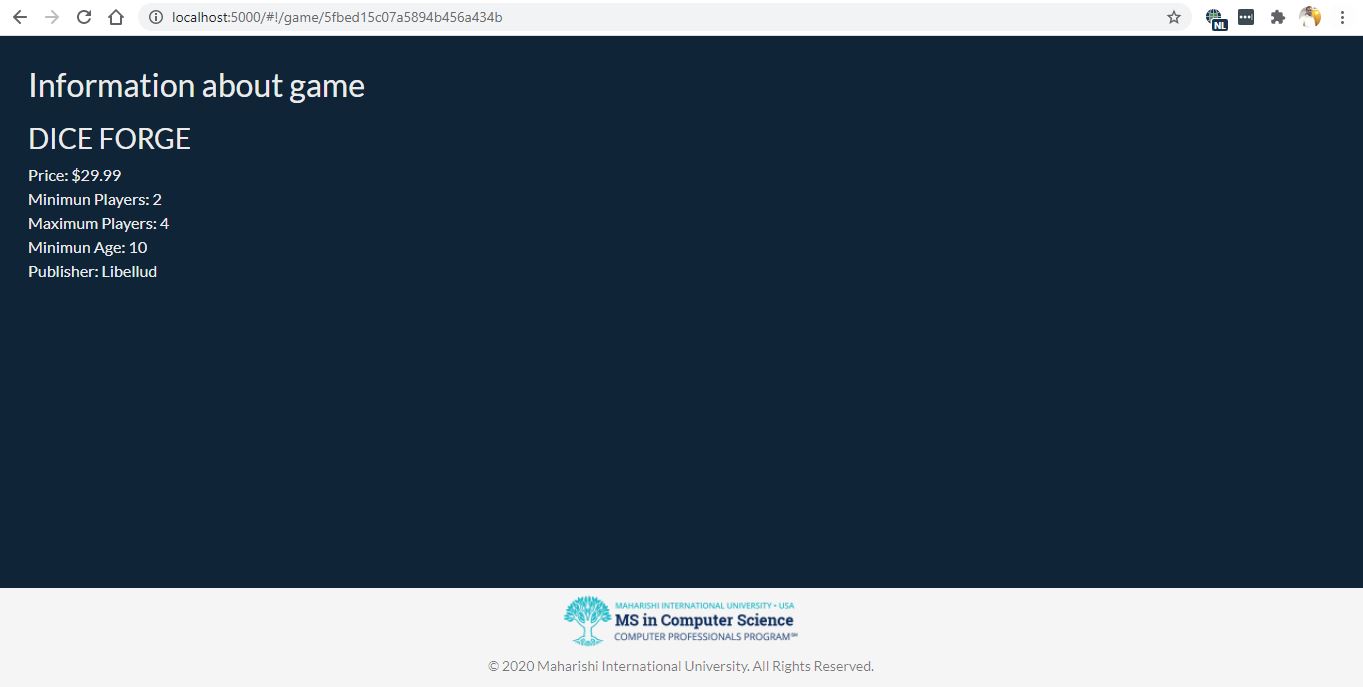 localhost:5000/#!/game/5fbed15c07a5894b456a434b
NL
Information about game
DICE FORGE
Price: $29.99
Minimun Players: 2
Maximum Players: 4
Minimun Age: 10
Publisher: Libellud
MAHARISHI INTERNATIONAL UNIVERSITY • USA
MS in Computer Science
COMPUTER PROFESSIONALS PROGRAM℠
© 2020 Maharishi International University. All Rights Reserved.